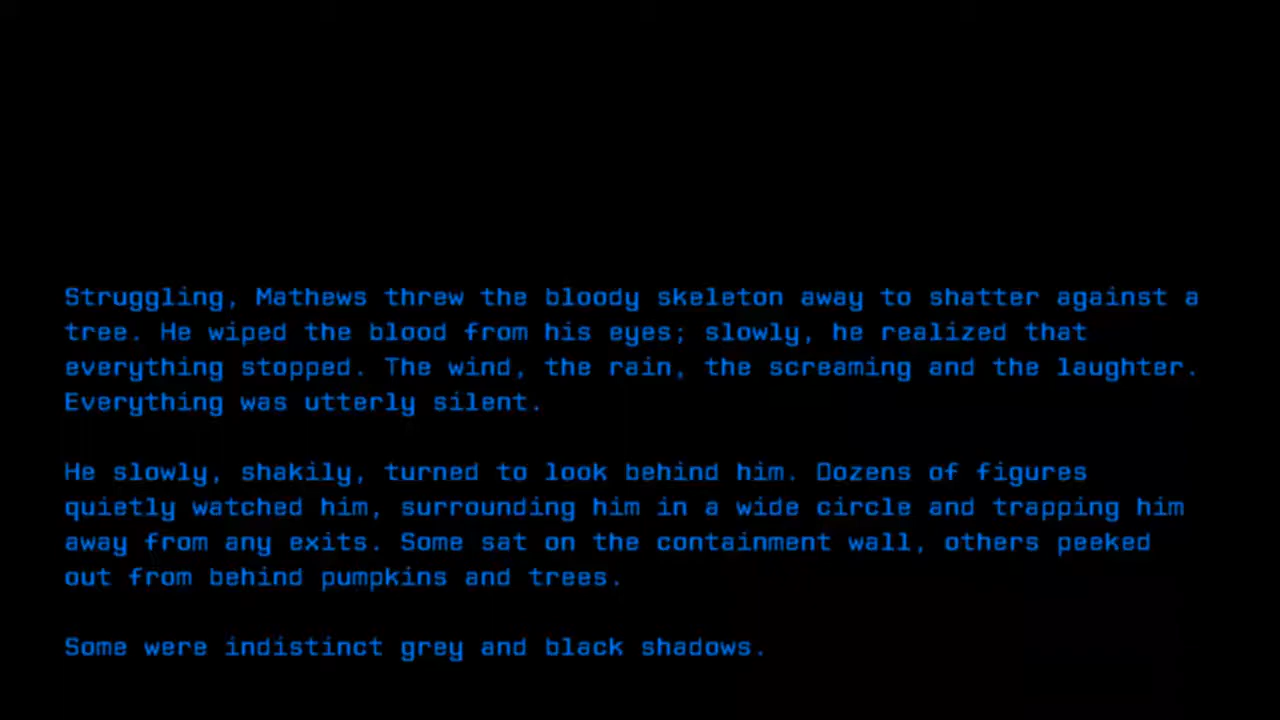 Struggling, Mathews threw the bloody skeleton away to shatter against a
tree. He wiped the blood from his eyes; slowly, he realized that
everything stopped. The wind, the rain, the screaming and the laughter.
Everything was utterly silent.
He slowly, shakily, turned to look behind him. Dozens of figures
quietly watched him, surrounding him in a wide circle and trapping him
away from any exits. Some sat on the containment wall, others peeked
out from behind pumpkins and trees.
Some were indistinct grey and black shadows.